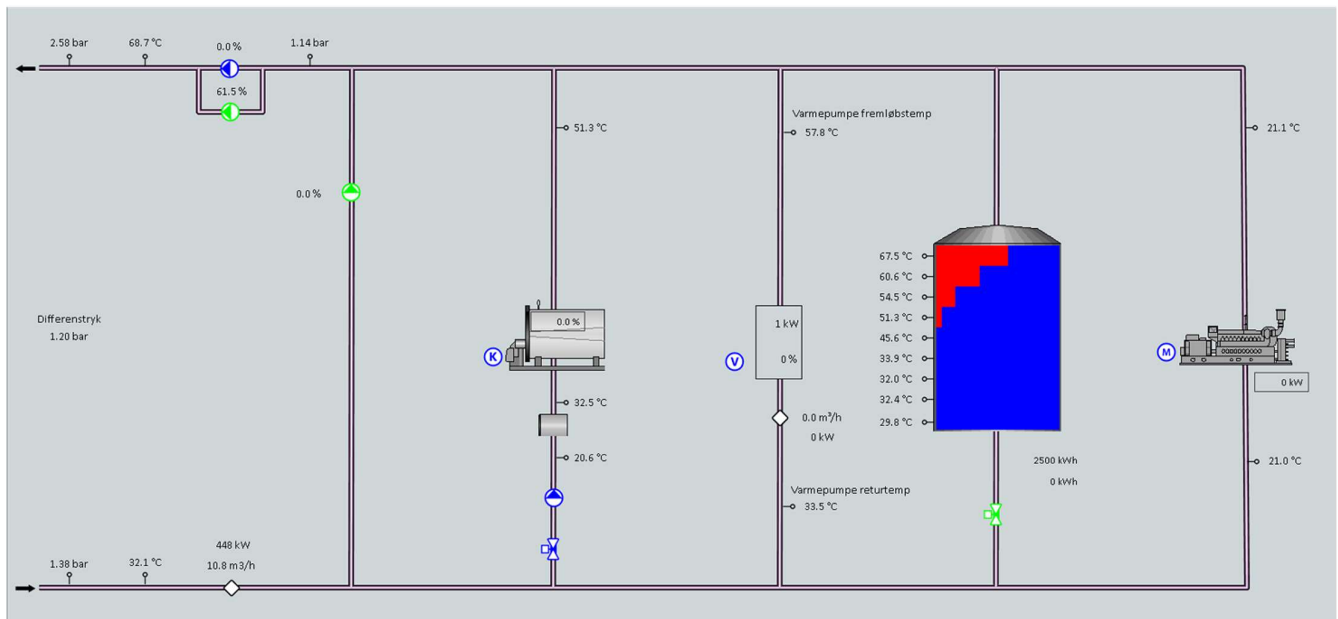 2.58 bar
68.7 °C
0.0 %
1.14 bar
61.5 %
0.0 %
51.3 °C
Varmepumpe fremløbstemp
57.8 °C
21.1 °C
Differenstryk
1.20 bar
0.0 %
K
32.5 °C
20.6 °C
1 kW
0 %
V
0.0 m³/h
0 kW
Varmepumpe returtemp
33.5 °C
67.5 °C
60.6 °C
54.5 °C
51.3 °C
45.6 °C
33.9 °C
32.0 °C
32.4 °C
29.8 °C
2500 kWh
0 kWh
M
0 kW
21.0 °C
1.38 bar
32.1 °C
448 kW
10.8 m3/h